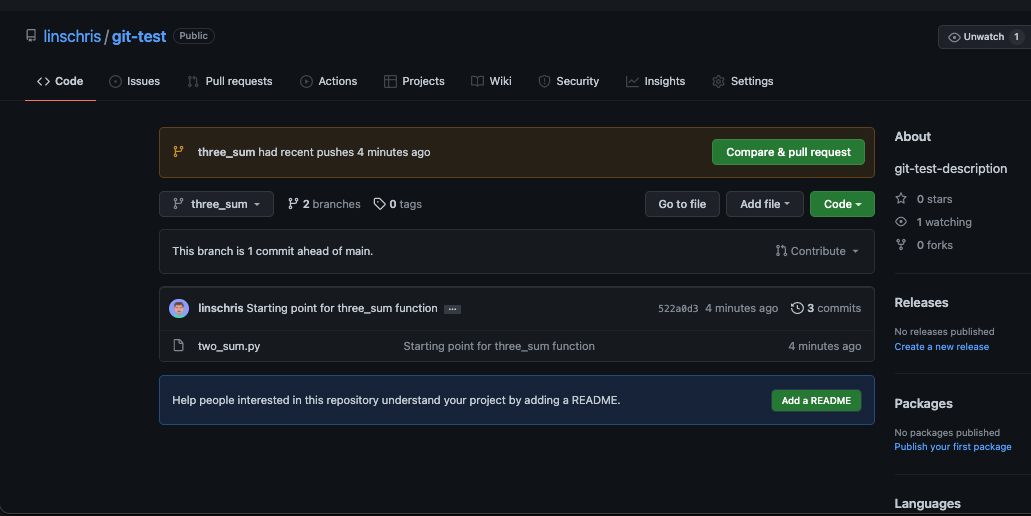 linschris / git-test Public
Unwatch 1
Code Issues Pull requests Actions Projects Wiki Security Insights Settings
three_sum had recent pushes 4 minutes ago Compare & pull request
three_sum 2 branches 0 tags Go to file Add file Code
This branch is 1 commit ahead of main. Contribute
linschris Starting point for three_sum function ... 522a0d3 4 minutes ago 3 commits
two_sum.py Starting point for three_sum function 4 minutes ago
Help people interested in this repository understand your project by adding a README. Add a README
About
git-test-description
0 stars
1 watching
0 forks
Releases
No releases published
Create a new release
Packages
No packages published
Publish your first package
Languages